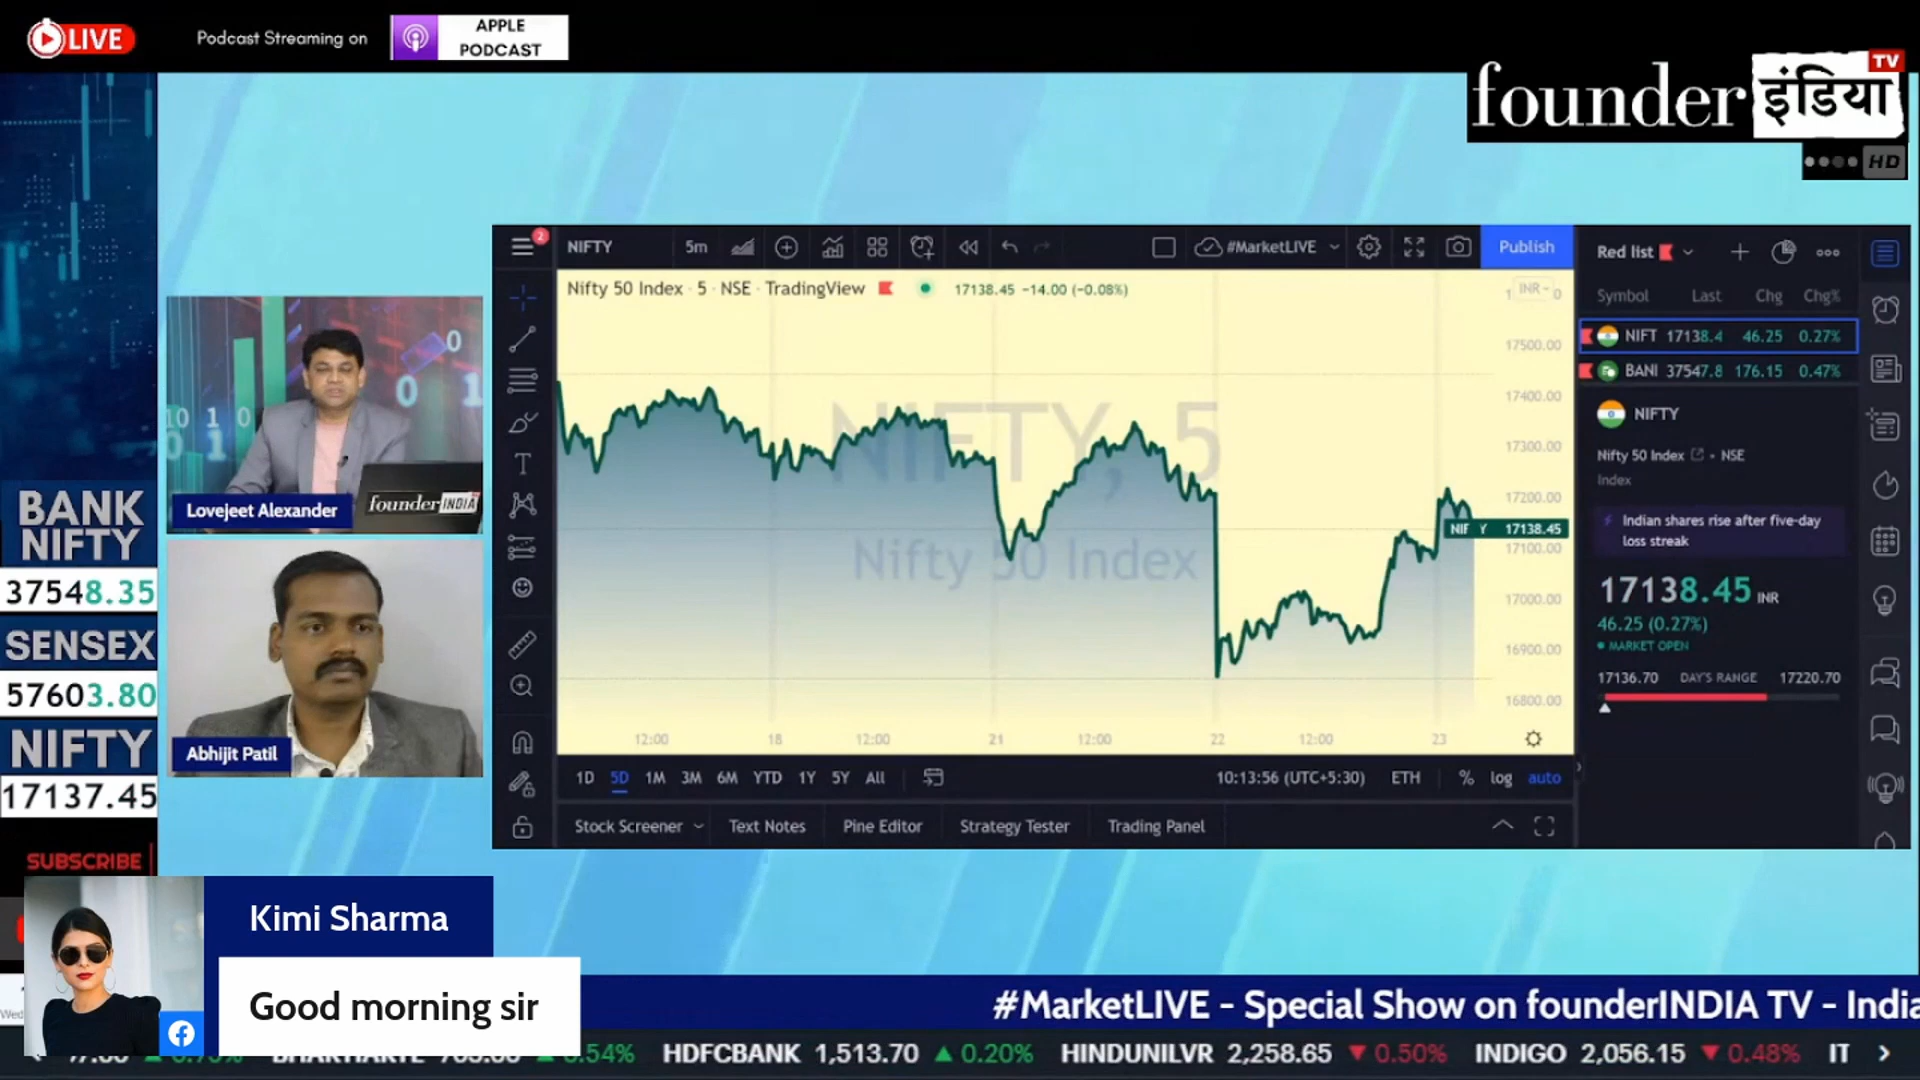 LIVE
Podcast Streaming on
APPLE
PODCAST
founder इंडिया TV
HD
2
NIFTY
5m
#MarketLIVE
Publish
Red list
Nifty 50 Index · 5 · NSE · TradingView
17138.45 −14.00 (−0.08%)
INR
Symbol Last Chg Chg%
NIFT 17138.4 46.25 0.27%
BANI 37547.8 176.15 0.47%
17500.00
17400.00
17300.00
17200.00
17100.00
17000.00
16900.00
16800.00
NIFTY, 5
Nifty 50 Index
NIF Y 17138.45
NIFTY
Nifty 50 Index • NSE
Index
Indian shares rise after five-day
loss streak
17138.45 INR
46.25 (0.27%)
MARKET OPEN
17136.70 DAY'S RANGE 17220.70
12:00 18 12:00 21 12:00 22 12:00 23
1D 5D 1M 3M 6M YTD 1Y 5Y All
10:13:56 (UTC+5:30) ETH % log auto
Stock Screener Text Notes Pine Editor Strategy Tester Trading Panel
Lovejeet Alexander
founder INDIA
Abhijit Patil
BANK
NIFTY
37548.35
SENSEX
57603.80
NIFTY
17137.45
SUBSCRIBE
Kimi Sharma
Good morning sir
Wed
#MarketLIVE - Special Show on founderINDIA TV - India
HDFCBANK 1,513.70 ▲ 0.20% HINDUNILVR 2,258.65 ▼ 0.50% INDIGO 2,056.15 ▼ 0.48% IT